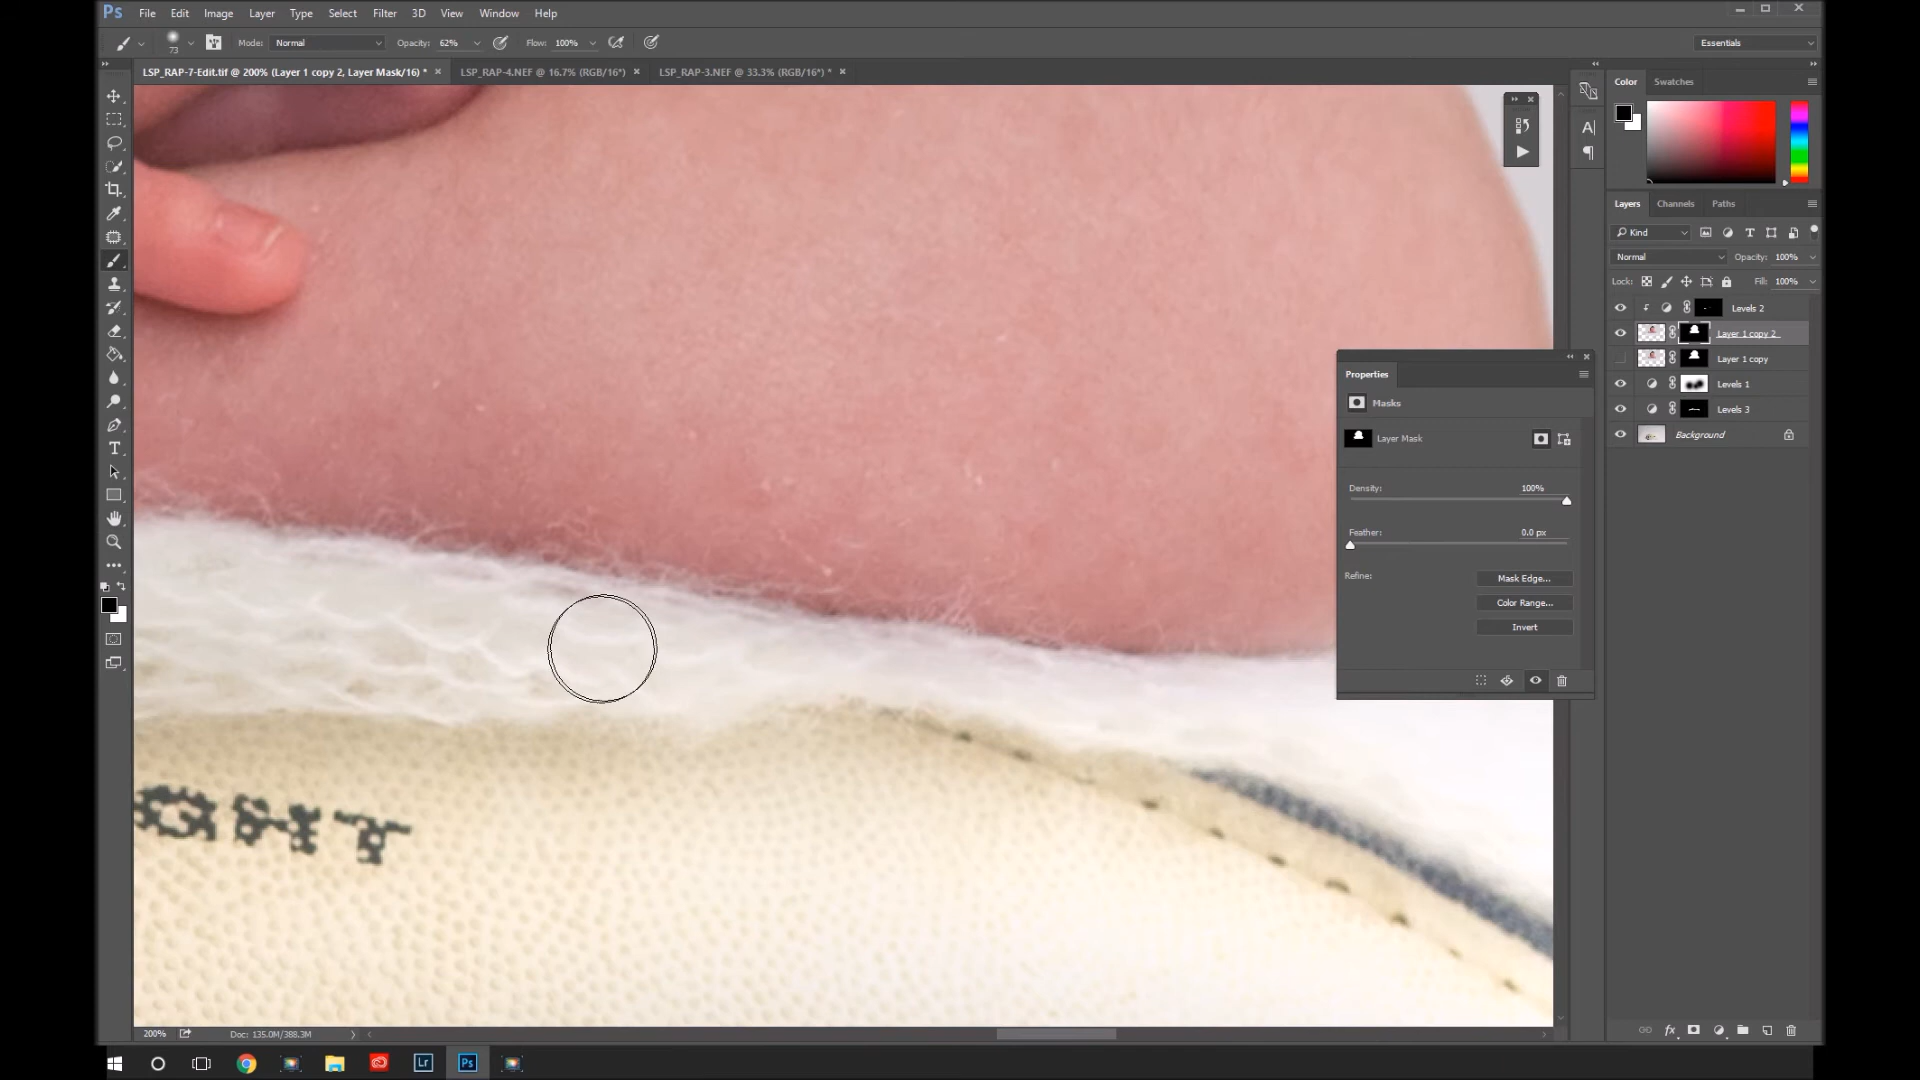 Ps File Edit Image Layer Type Select Filter 3D View Window Help
73 Mode: Normal Opacity: 62% Flow: 100% Essentials
LSP_RAP-7-Edit.tif @ 200% (Layer 1 copy 2, Layer Mask/16) * LSP_RAP-4.NEF @ 16.7% (RGB/16*) LSP_RAP-3.NEF @ 33.3% (RGB/16*) *
Color Swatches
Layers Channels Paths
Kind
Normal Opacity: 100%
Lock: Fill: 100%
Levels 2
Layer 1 copy 2
Layer 1 copy
Levels 1
Levels 3
Background
Properties
Masks
Layer Mask
Density: 100%
Feather: 0.0 px
Refine: Mask Edge...
Color Range...
Invert
200% Doc: 135.0M/388.3M
Lr Ps